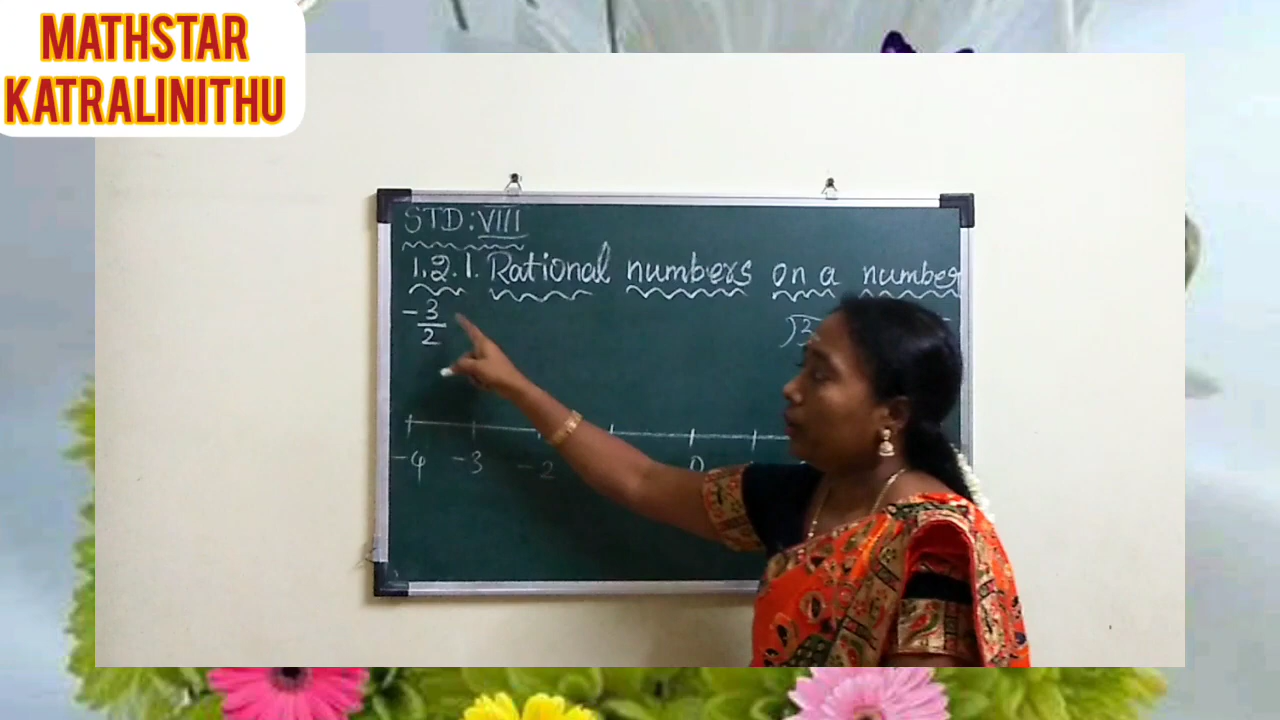 MATHSTAR
KATRALINITHU
STD: VIII
1.2.1. Rational numbers on a number
-3
2
-4 -3 -2 0